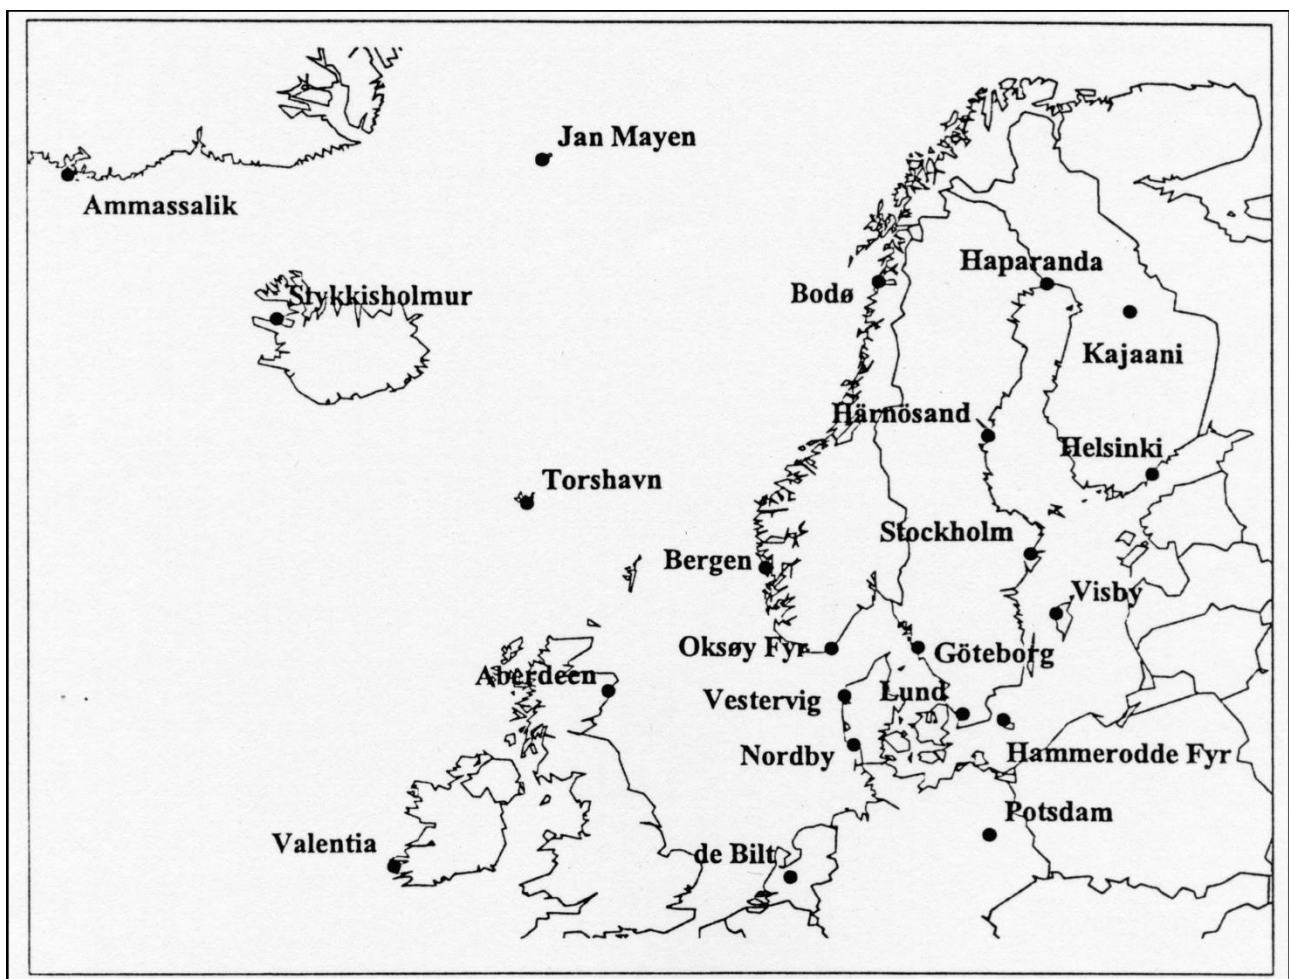 Jan Mayen
Ammassalik
Haparanda
Stykkisholmur
Bodø
Kajaani
Härnösand
Helsinki
Torshavn
Stockholm
Bergen
Visby
Oksøy Fyr
Göteborg
Aberdeen
Vestervig
Lund
Nordby
Hammerodde Fyr
Potsdam
Valentia
de Bilt